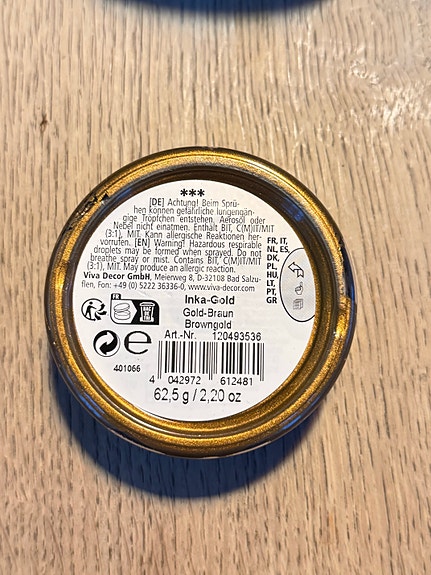 ***
[DE] Achtung! Beim Sprü-
hen können gefährliche lungengän-
gige Tröpfchen entstehen. Aerosol oder
Nebel nicht einatmen. Enthält BIT, C(M)IT/MIT
(3:1), MIT. Kann allergische Reaktionen her-
vorrufen. [EN] Warning! Hazardous respirable
droplets may be formed when sprayed. Do not
breathe spray or mist. Contains BIT, C(M)IT/MIT
(3:1), MIT. May produce an allergic reaction.
Viva Decor GmbH, Meierweg 8, D-32108 Bad Salzu-
flen, Fon: +49 (0) 5222 36336-0, www.viva-decor.com
FR, IT,
NL, ES,
DK,
PL,
HU,
LT,
PT,
GR
FR
Inka-Gold
Gold-Braun
Browngold
Art.-Nr. 120493536
401066
4 042972 612481
62,5 g / 2,20 oz